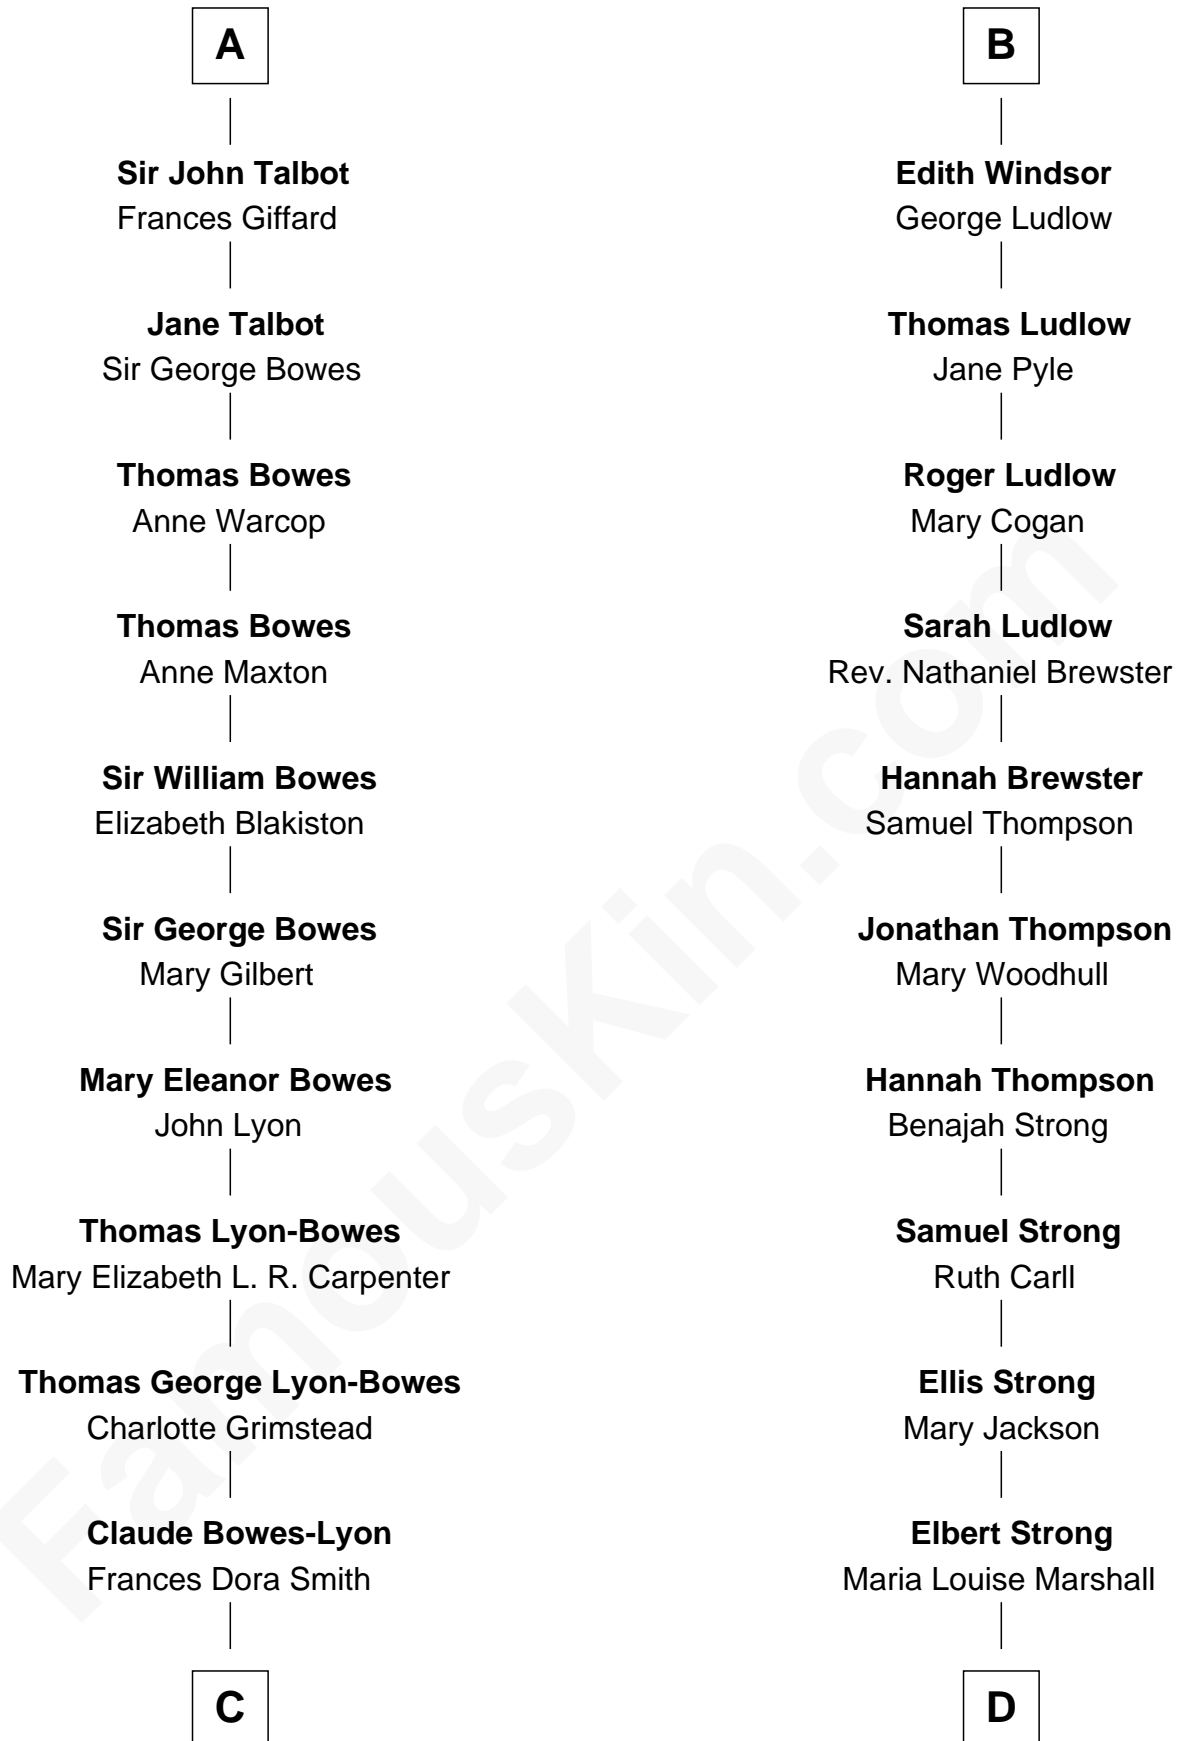 A
Sir John Talbot
Frances Giffard
Jane Talbot
Sir George Bowes
Thomas Bowes
Anne Warcop
Thomas Bowes
Anne Maxton
Sir William Bowes
Elizabeth Blakiston
Sir George Bowes
Mary Gilbert
Mary Eleanor Bowes
John Lyon
Thomas Lyon-Bowes
Mary Elizabeth L. R. Carpenter
Thomas George Lyon-Bowes
Charlotte Grimstead
Claude Bowes-Lyon
Frances Dora Smith
C
B
Edith Windsor
George Ludlow
Thomas Ludlow
Jane Pyle
Roger Ludlow
Mary Cogan
Sarah Ludlow
Rev. Nathaniel Brewster
Hannah Brewster
Samuel Thompson
Jonathan Thompson
Mary Woodhull
Hannah Thompson
Benajah Strong
Samuel Strong
Ruth Carll
Ellis Strong
Mary Jackson
Elbert Strong
Maria Louise Marshall
D
FamousKin.com